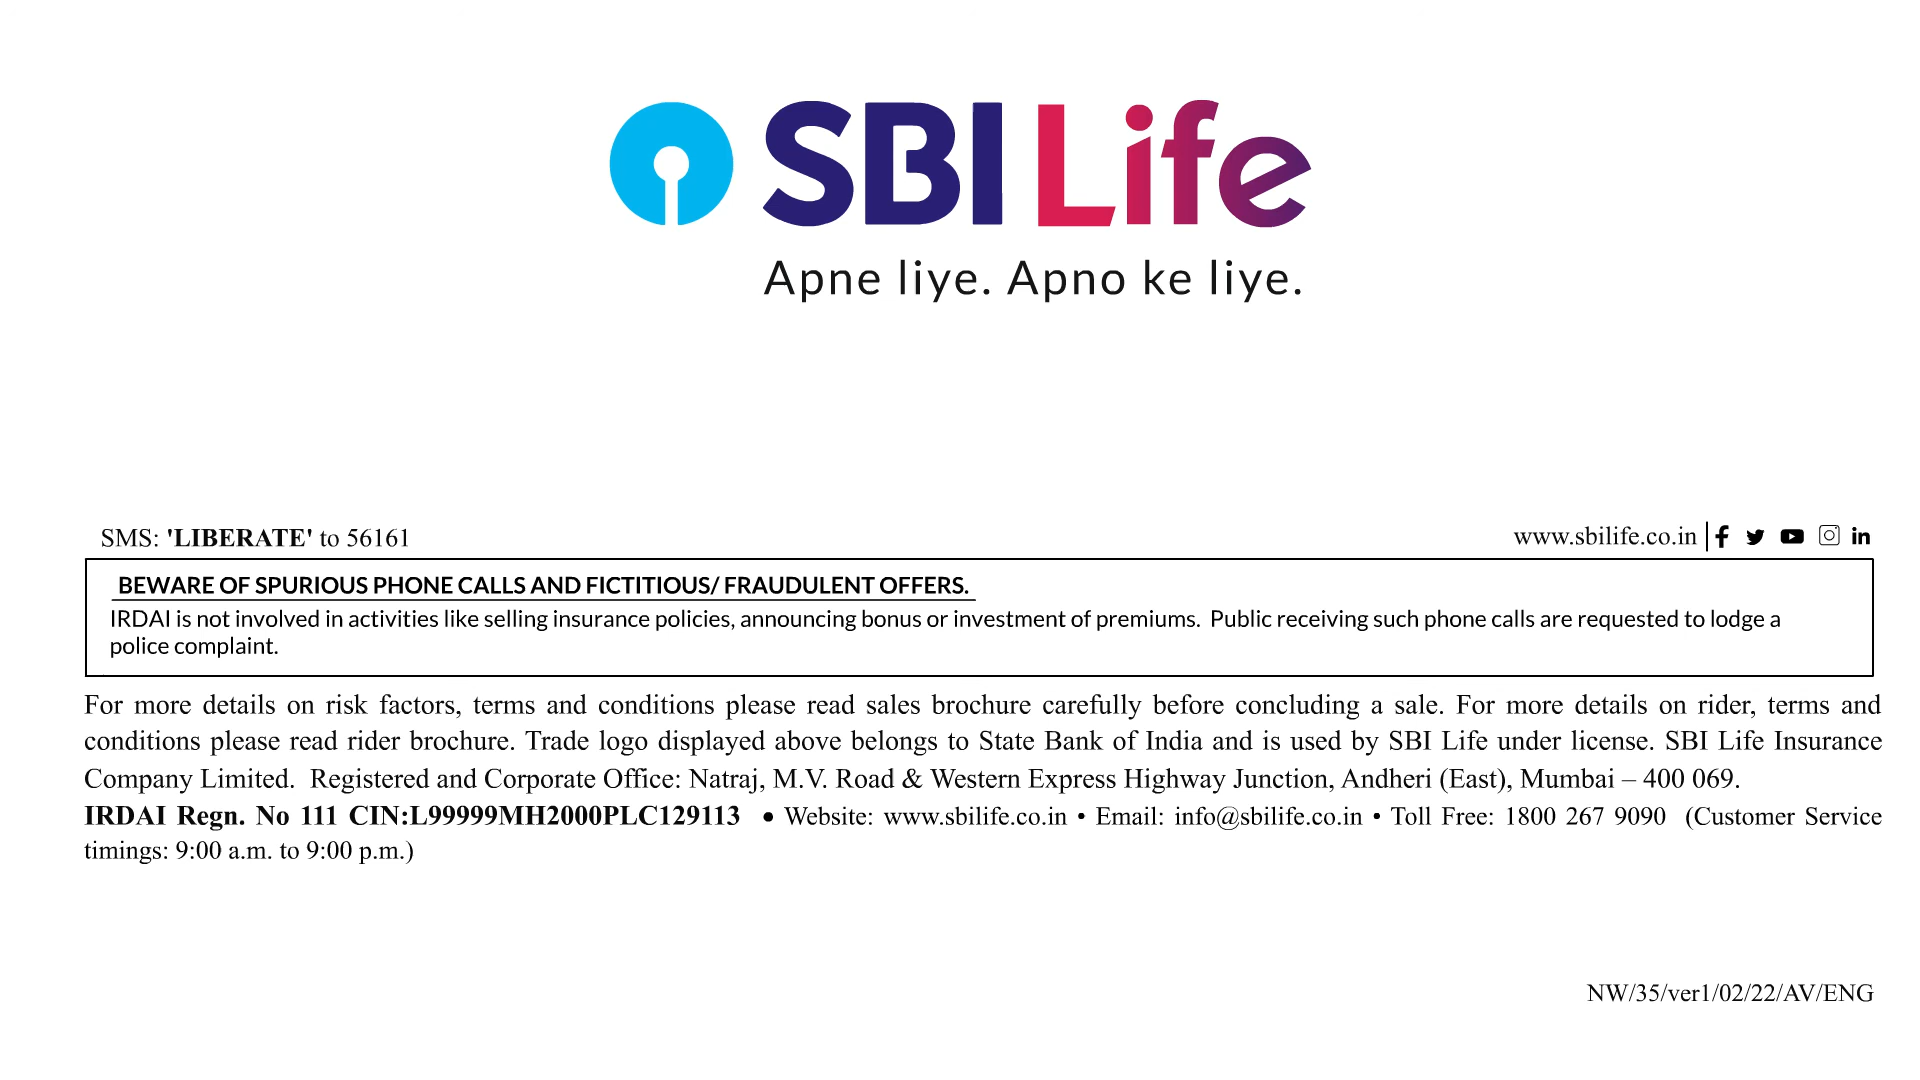 SBI Life
Apne liye. Apno ke liye.
SMS: 'LIBERATE' to 56161
www.sbilife.co.in
BEWARE OF SPURIOUS PHONE CALLS AND FICTITIOUS/ FRAUDULENT OFFERS.
IRDAI is not involved in activities like selling insurance policies, announcing bonus or investment of premiums. Public receiving such phone calls are requested to lodge a
police complaint.
For more details on risk factors, terms and conditions please read sales brochure carefully before concluding a sale. For more details on rider, terms and
conditions please read rider brochure. Trade logo displayed above belongs to State Bank of India and is used by SBI Life under license. SBI Life Insurance
Company Limited. Registered and Corporate Office: Natraj, M.V. Road & Western Express Highway Junction, Andheri (East), Mumbai – 400 069.
IRDAI Regn. No 111 CIN:L99999MH2000PLC129113 • Website: www.sbilife.co.in • Email: info@sbilife.co.in • Toll Free: 1800 267 9090 (Customer Service
timings: 9:00 a.m. to 9:00 p.m.)
NW/35/ver1/02/22/AV/ENG